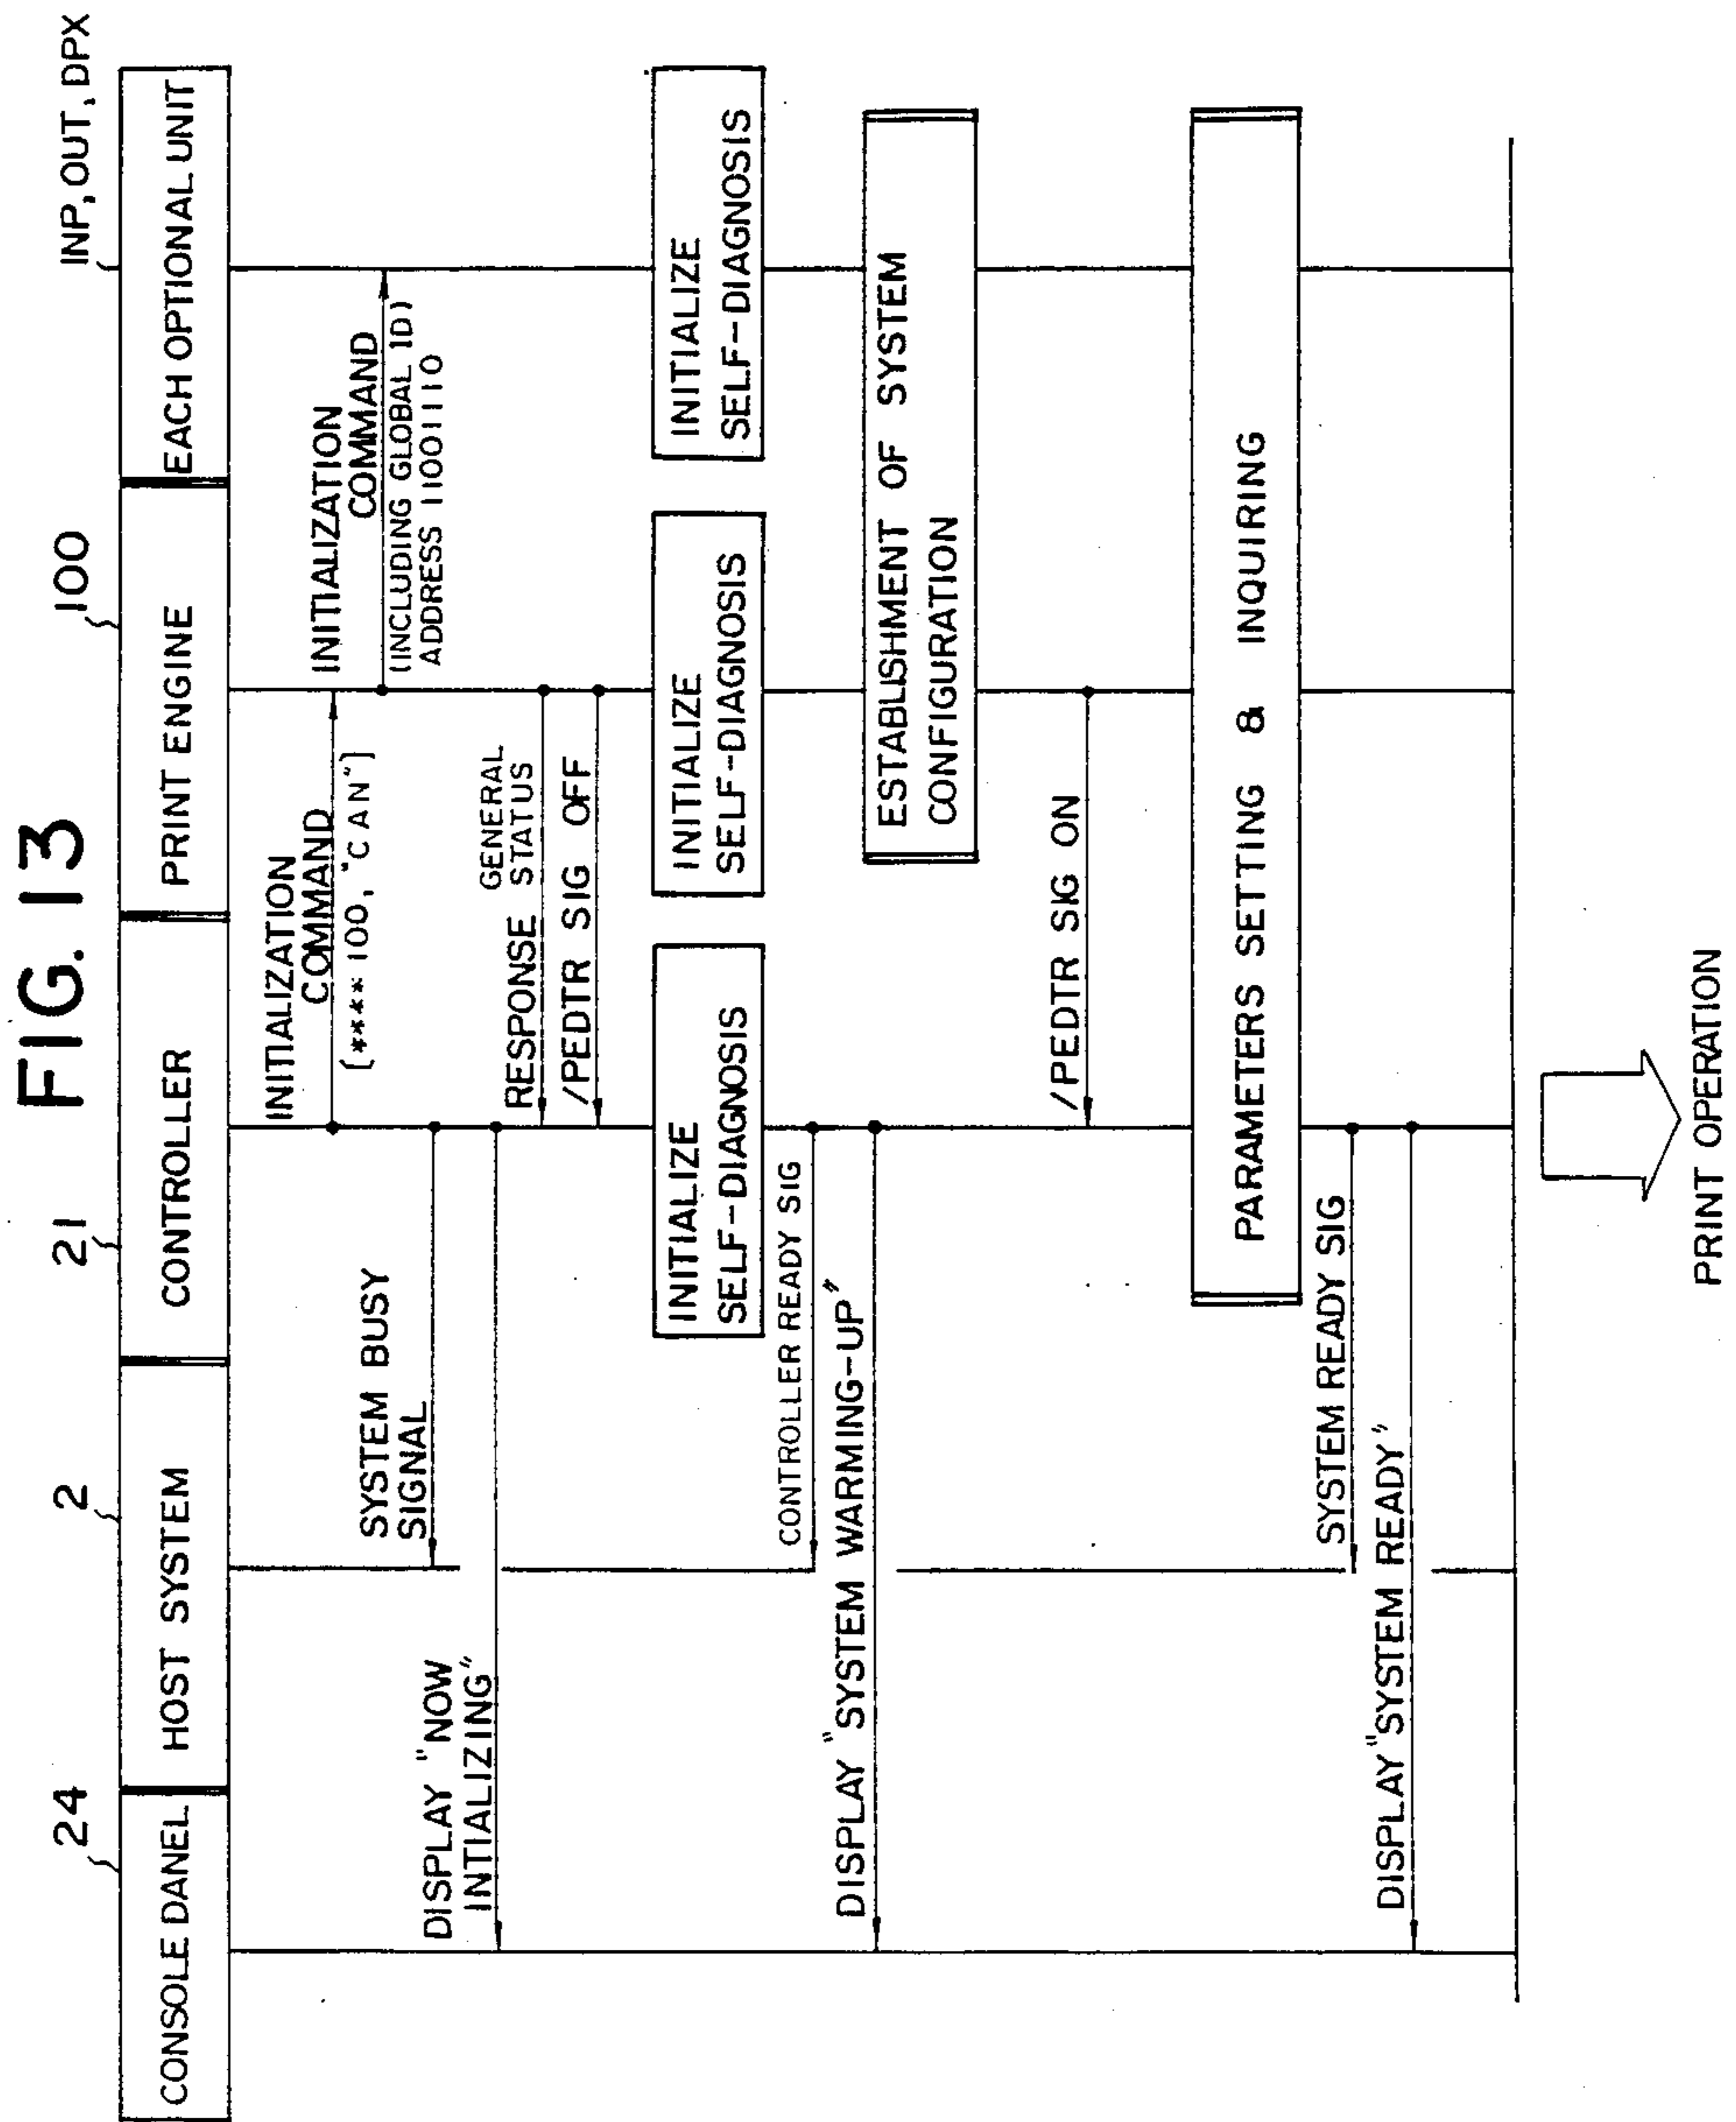 FIG. 13
24
2
21
100
INP, OUT, DPX
CONSOLE DANEL
HOST SYSTEM
CONTROLLER
PRINT ENGINE
EACH OPTIONAL UNIT
INITIALIZATION
COMMAND
(****100, "CAN")
INITIALIZATION
COMMAND
(INCLUDING GLOBAL ID)
ADDRESS 11001110
SYSTEM BUSY
SIGNAL
DISPLAY "NOW
INTIALIZING"
GENERAL
RESPONSE STATUS
/PEDTR SIG OFF
INITIALIZE
SELF-DIAGNOSIS
INITIALIZE
SELF-DIAGNOSIS
INITIALIZE
SELF-DIAGNOSIS
CONTROLLER READY SIG
DISPLAY "SYSTEM WARMING-UP"
ESTABLISHMENT OF SYSTEM
CONFIGURATION
/PEDTR SIG ON
PARAMETERS SETTING & INQUIRING
SYSTEM READY SIG
DISPLAY "SYSTEM READY"
PRINT OPERATION